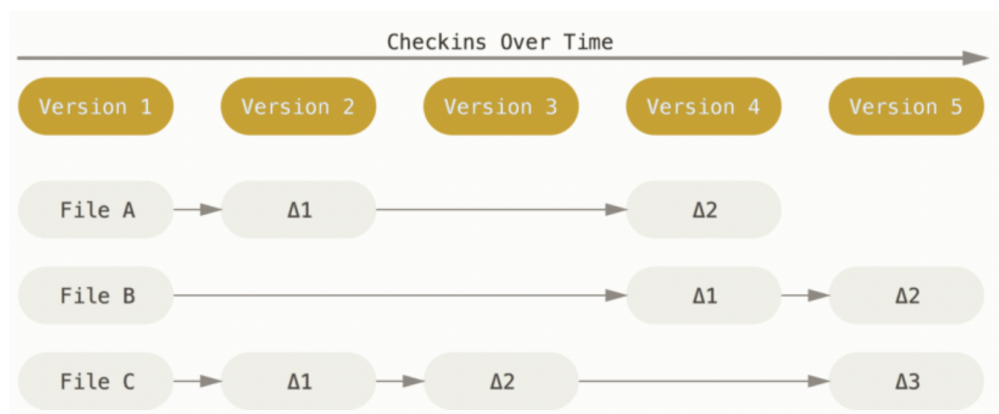 Checkins Over Time
Version 1 Version 2 Version 3 Version 4 Version 5
File A Δ1 Δ2
File B Δ1 Δ2
File C Δ1 Δ2 Δ3